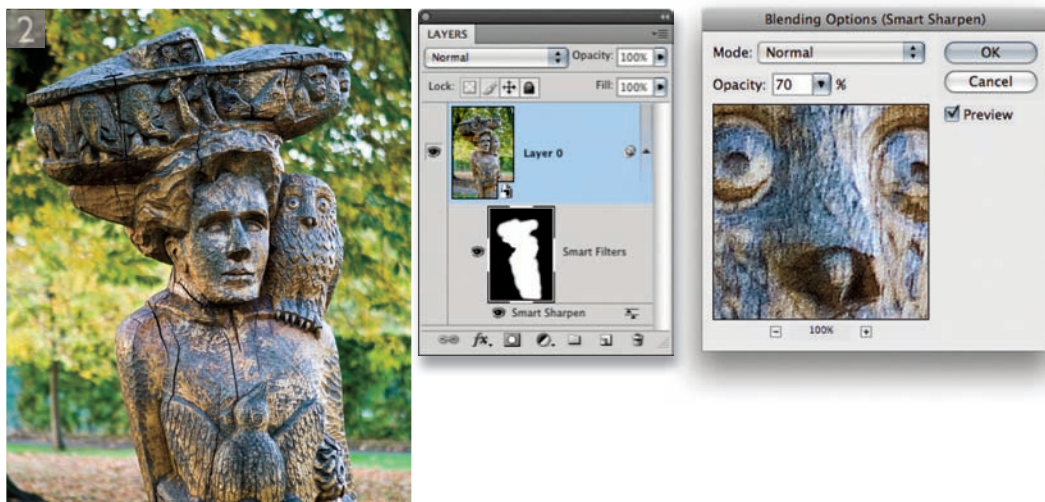 2
LAYERS
Normal
Opacity: 100%
Lock:
Fill: 100%
Layer 0
Smart Filters
Smart Sharpen
fx.
Blending Options (Smart Sharpen)
Mode: Normal
OK
Opacity: 70 %
Cancel
Preview
100%